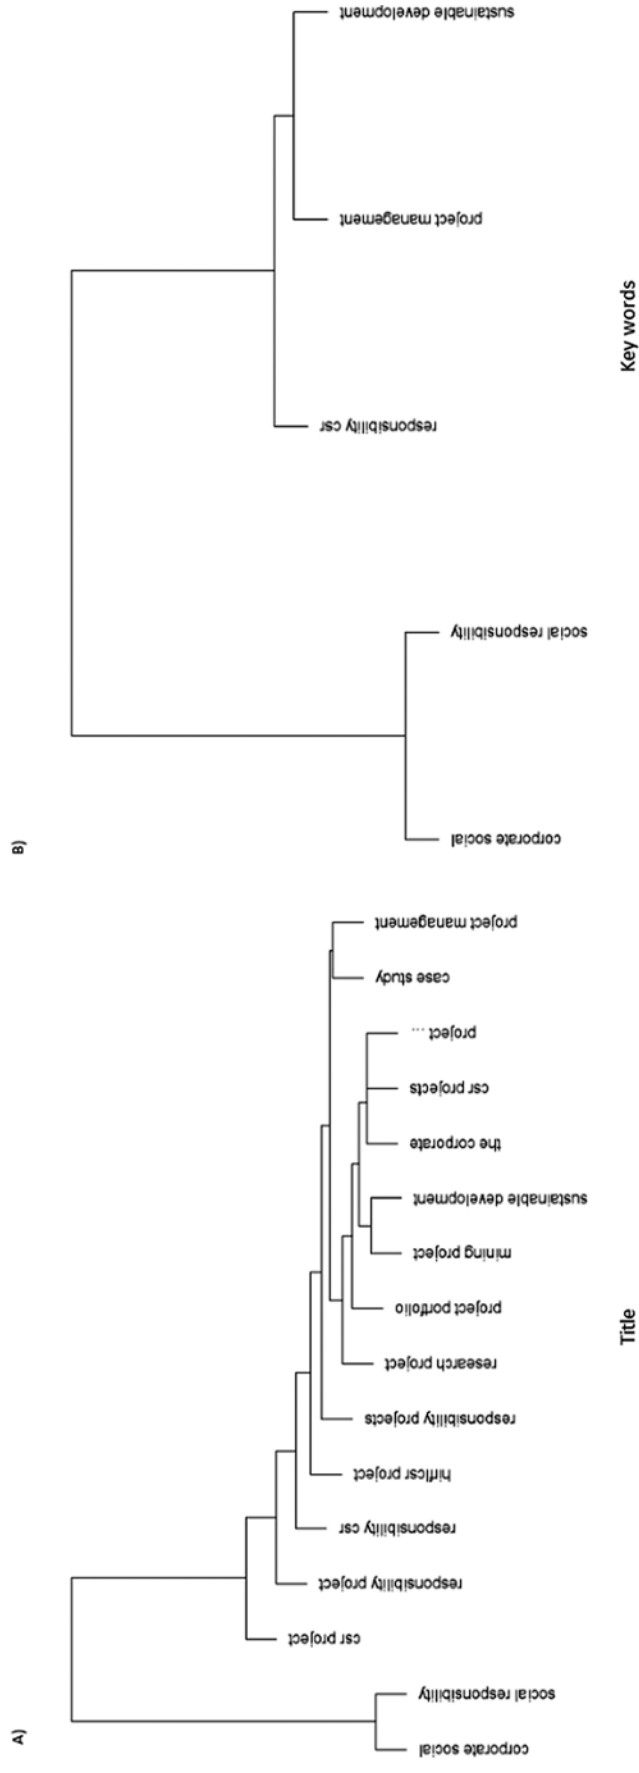 A)
corporate social
social responsibility
csr project
responsibility project
responsibility csr
hirflcsr project
responsibility projects
research project
project portfolio
mining project
sustainable development
the corporate
csr projects
project ...
case study
project management
Title
B)
corporate social
social responsibility
responsibility csr
project management
sustainable development
Key words